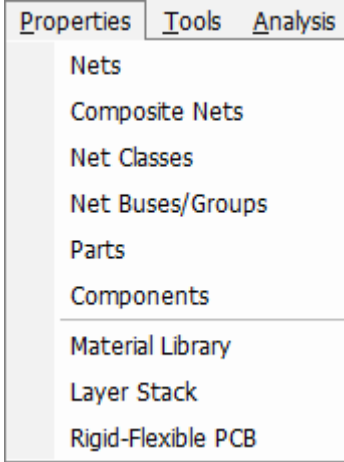 Properties Tools Analysis
Nets
Composite Nets
Net Classes
Net Buses/Groups
Parts
Components
Material Library
Layer Stack
Rigid-Flexible PCB